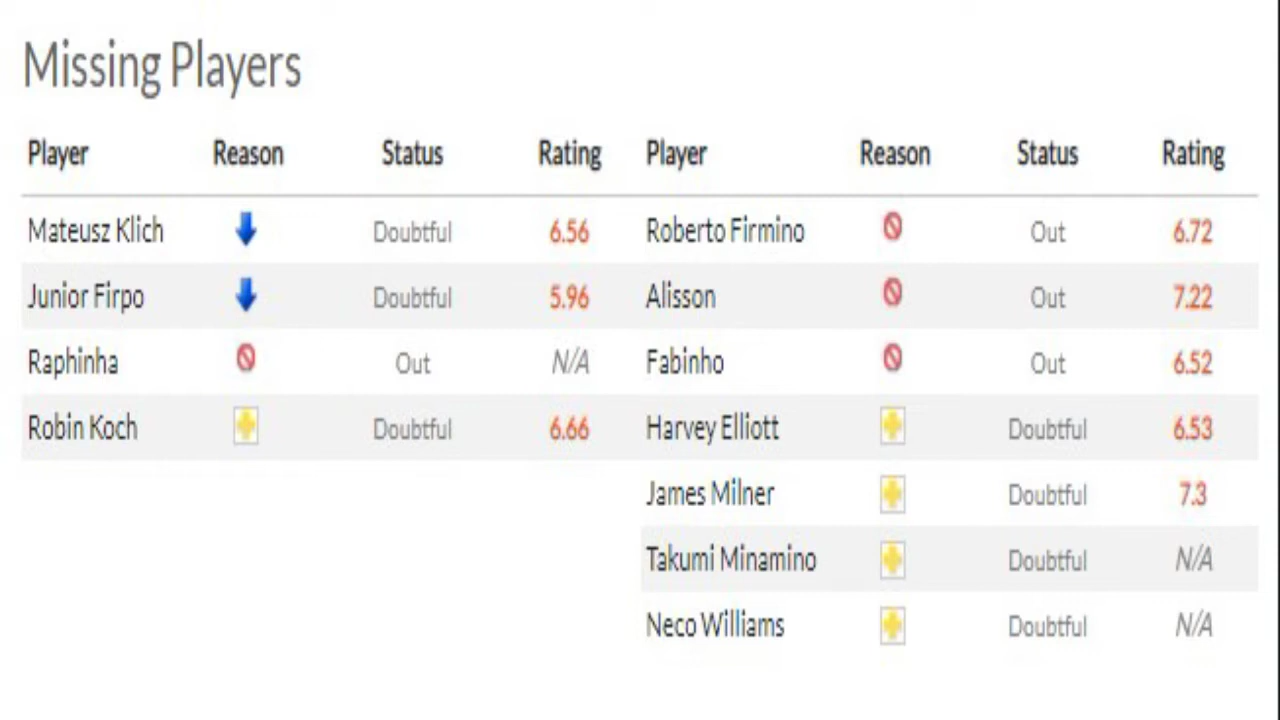 Missing Players
Player Reason Status Rating Player Reason Status Rating
Mateusz Klich Doubtful 6.56 Roberto Firmino Out 6.72
Junior Firpo Doubtful 5.96 Alisson Out 7.22
Raphinha Out N/A Fabinho Out 6.52
Robin Koch Doubtful 6.66 Harvey Elliott Doubtful 6.53
James Milner Doubtful 7.3
Takumi Minamino Doubtful N/A
Neco Williams Doubtful N/A